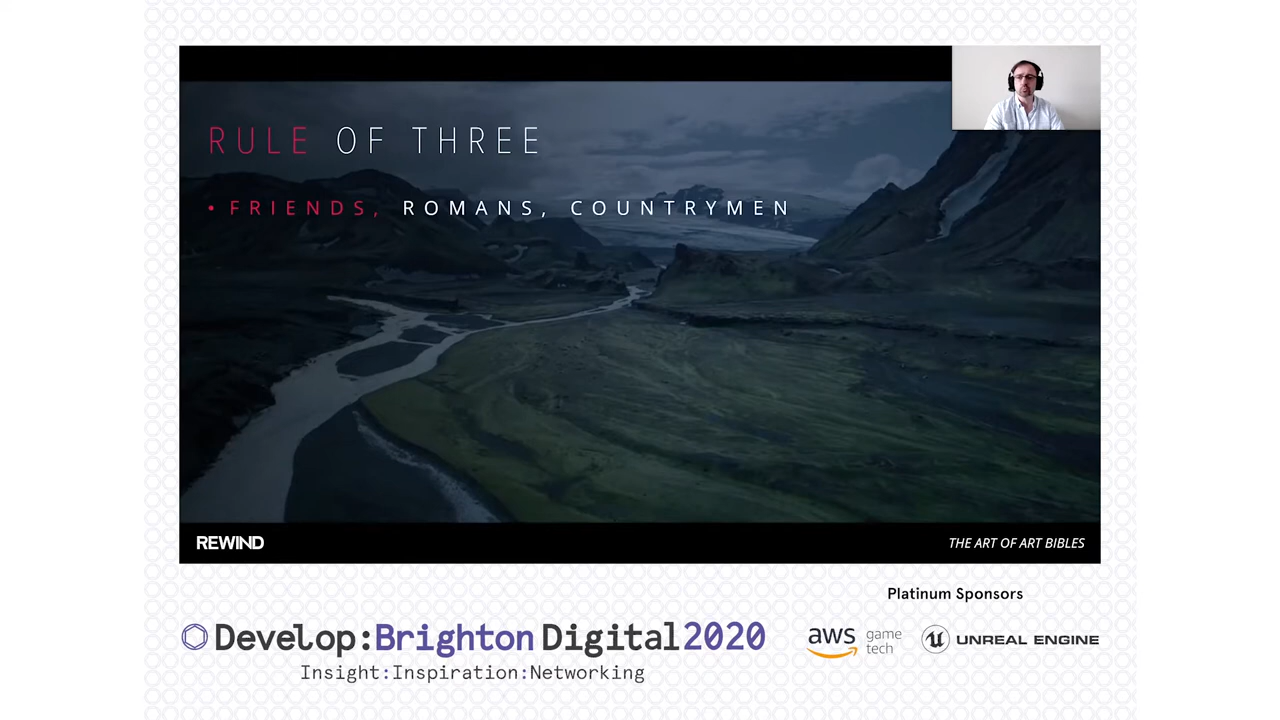 RULE OF THREE
• FRIENDS, ROMANS, COUNTRYMEN
REWIND
THE ART OF ART BIBLES
Platinum Sponsors
Develop:Brighton Digital 2020
Insight:Inspiration:Networking
aws game tech
UNREAL ENGINE